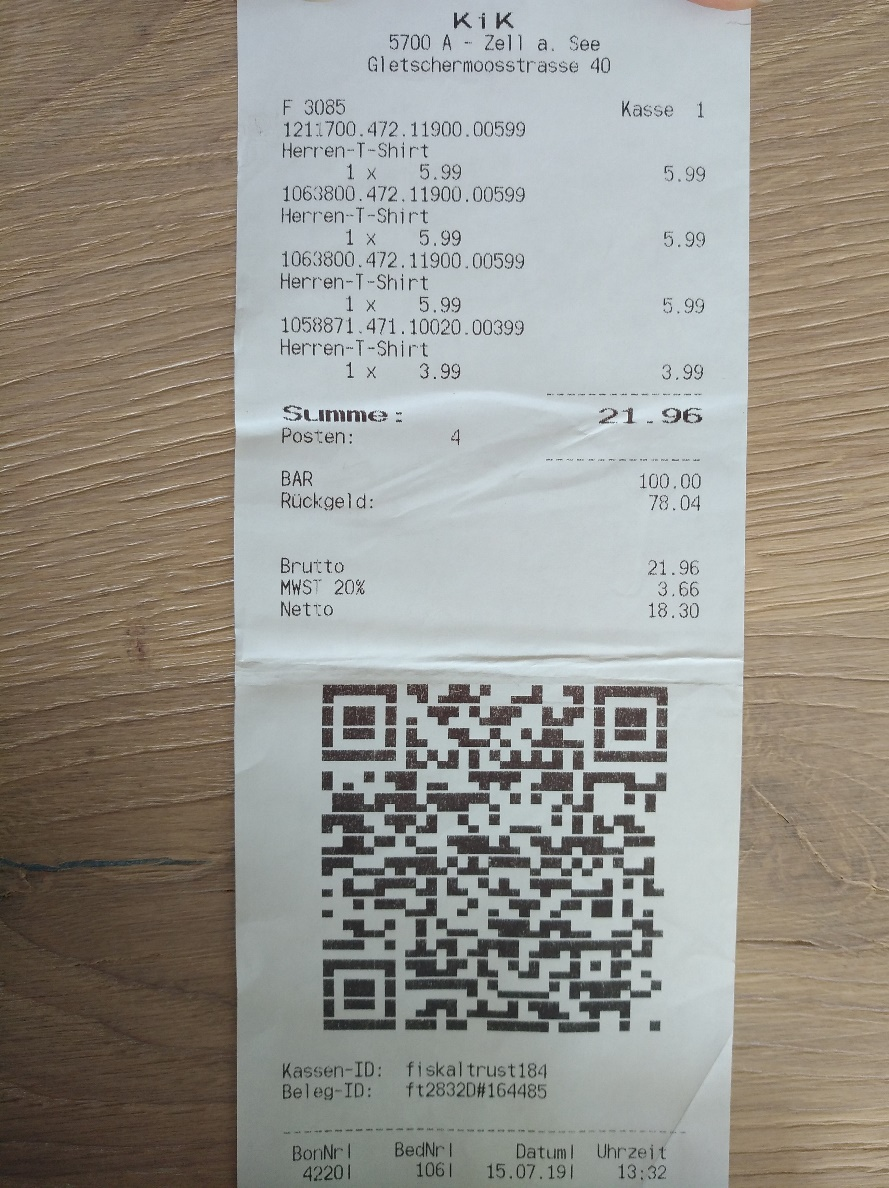 KiK
5700 A - Zell a. See
Gletschermoosstrasse 40
F 3085 Kasse 1
1211700.472.11900.00599
Herren-T-Shirt
1 x 5.99 5.99
1063800.472.11900.00599
Herren-T-Shirt
1 x 5.99 5.99
1063800.472.11900.00599
Herren-T-Shirt
1 x 5.99 5.99
1058871.471.10020.00399
Herren-T-Shirt
1 x 3.99 3.99
Summe: 21.96
Posten: 4
BAR 100.00
Rückgeld: 78.04
Brutto 21.96
MWST 20% 3.66
Netto 18.30
Kassen-ID: fiskaltrust184
Beleg-ID: ft2832D#164485
BonNr| BedNr| Datum| Uhrzeit
4220| 106| 15.07.19| 13:32